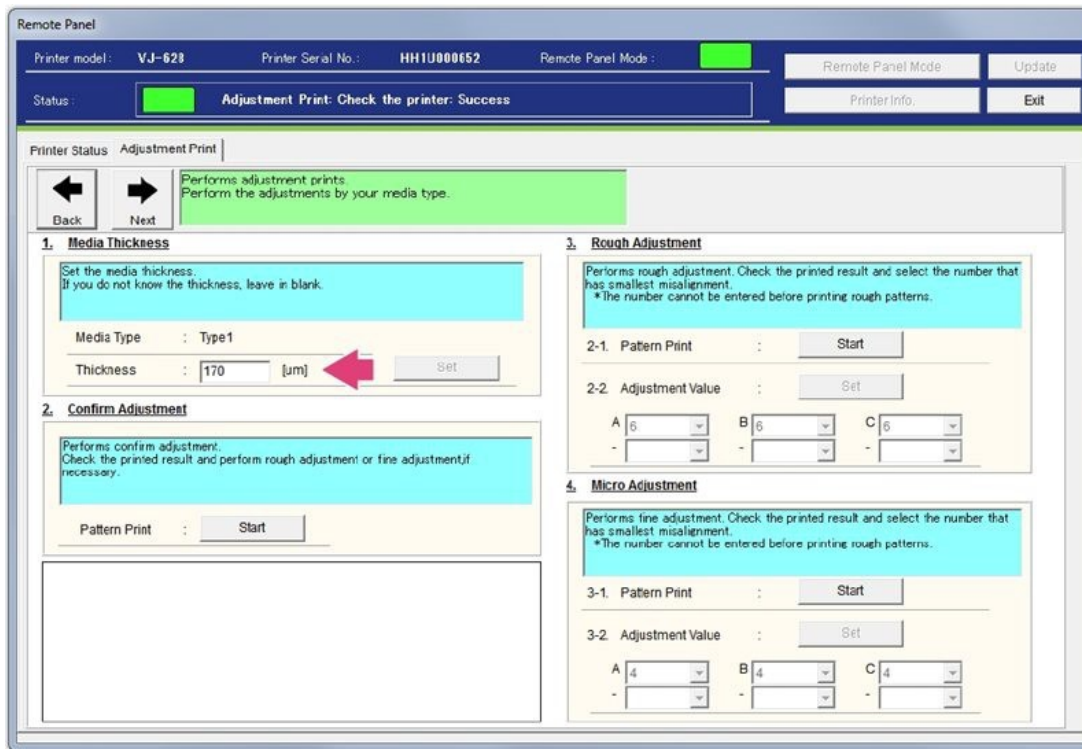 Remote Panel
Printer model : VJ-628 Printer Serial No.: HH1U000652 Remote Panel Mode :
Remote Panel Mode Update
Status : Adjustment Print: Check the printer: Success
Printer Info. Exit
Printer Status Adjustment Print
Back Next
Performs adjustment prints.
Perform the adjustments by your media type.
1. Media Thickness
Set the media thickness.
If you do not know the thickness, leave in blank.
Media Type : Type1
Thickness : 170 [um] Set
2. Confirm Adjustment
Performs confirm adjustment.
Check the printed result and perform rough adjustment or fine adjustment,if
necessary.
Pattern Print : Start
3. Rough Adjustment
Performs rough adjustment. Check the printed result and select the number that
has smallest misalignment.
*The number cannot be entered before printing rough patterns.
2-1. Pattern Print : Start
2-2. Adjustment Value : Set
A 6 B 6 C 6
- - -
4. Micro Adjustment
Performs fine adjustment. Check the printed result and select the number that
has smallest misalignment.
*The number cannot be entered before printing rough patterns.
3-1. Pattern Print : Start
3-2. Adjustment Value : Set
A 4 B 4 C 4
- - -